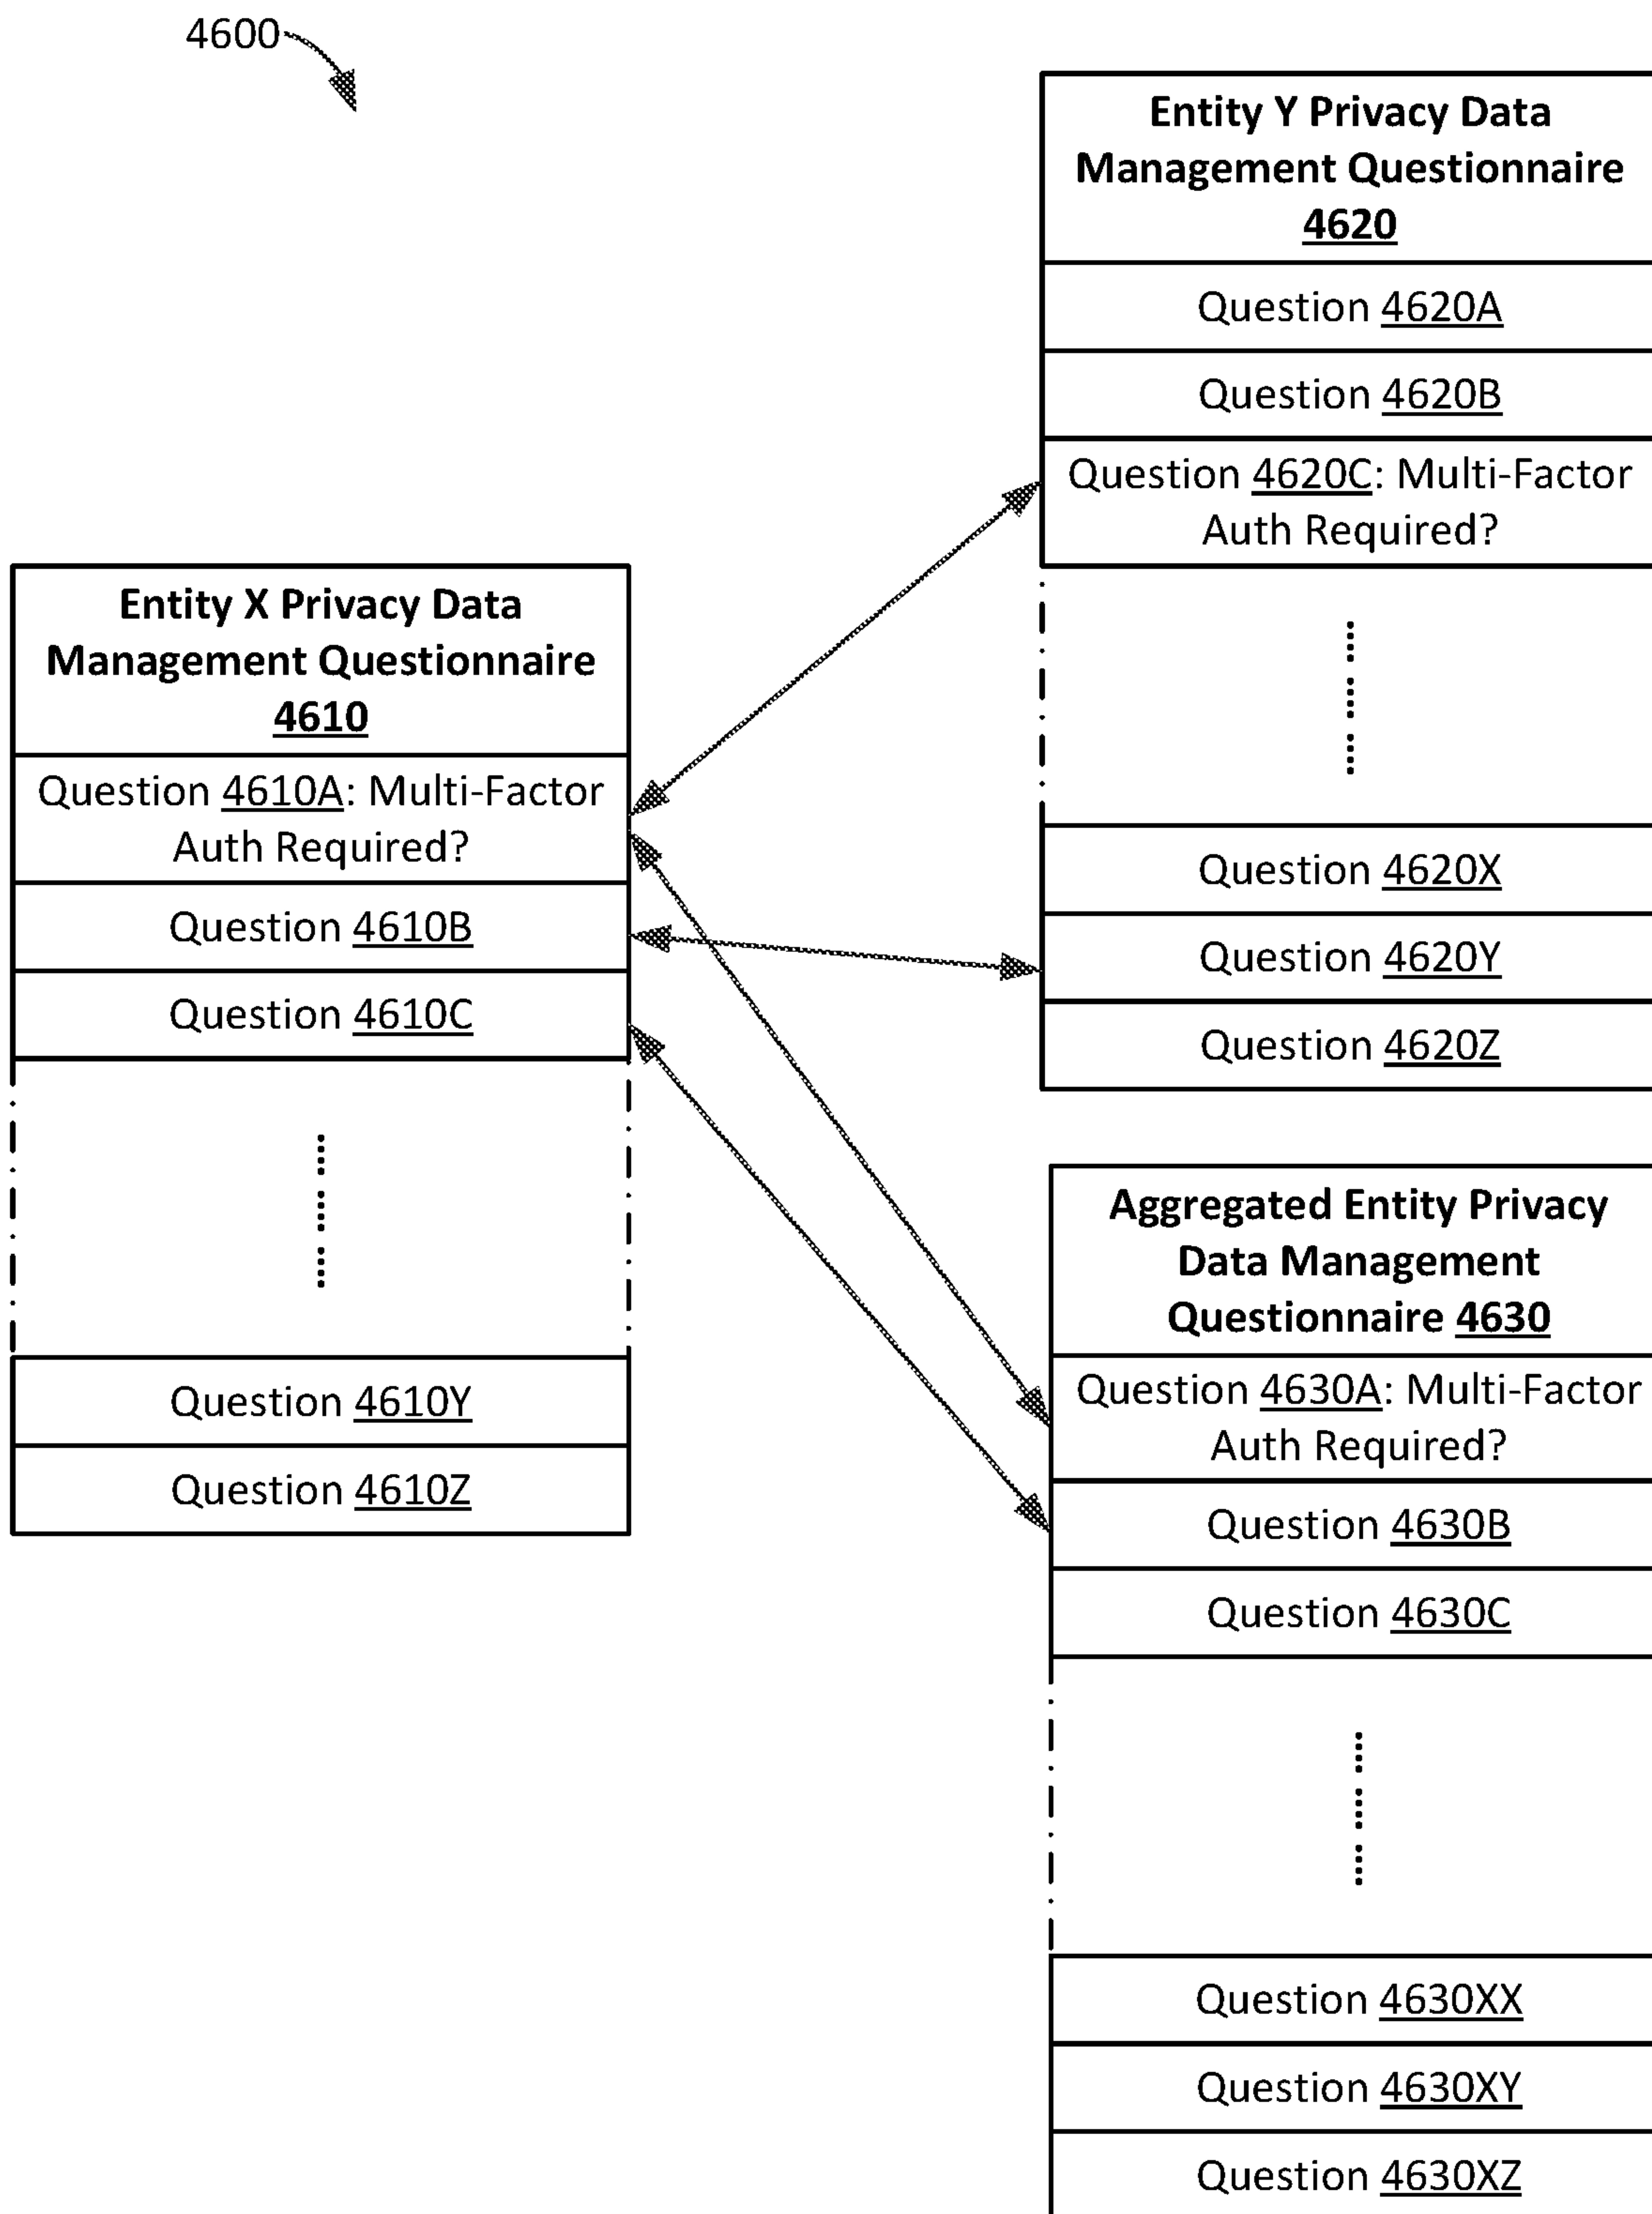 4600
Entity Y Privacy Data
Management Questionnaire
4620
Question 4620A
Question 4620B
Question 4620C: Multi-Factor
Auth Required?
Question 4620X
Question 4620Y
Question 4620Z
Entity X Privacy Data
Management Questionnaire
4610
Question 4610A: Multi-Factor
Auth Required?
Question 4610B
Question 4610C
Question 4610Y
Question 4610Z
Aggregated Entity Privacy
Data Management
Questionnaire 4630
Question 4630A: Multi-Factor
Auth Required?
Question 4630B
Question 4630C
Question 4630XX
Question 4630XY
Question 4630XZ